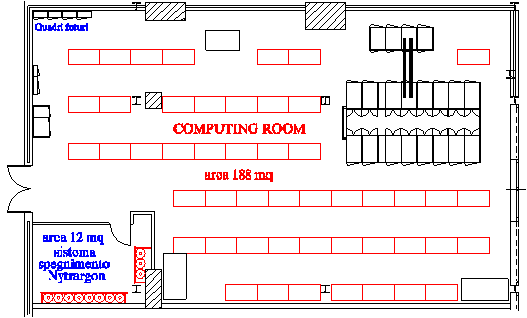 Quadri futuri
COMPUTING ROOM
area 188 mq
area 12 mq
sistema
spegnimento
Nytrargon